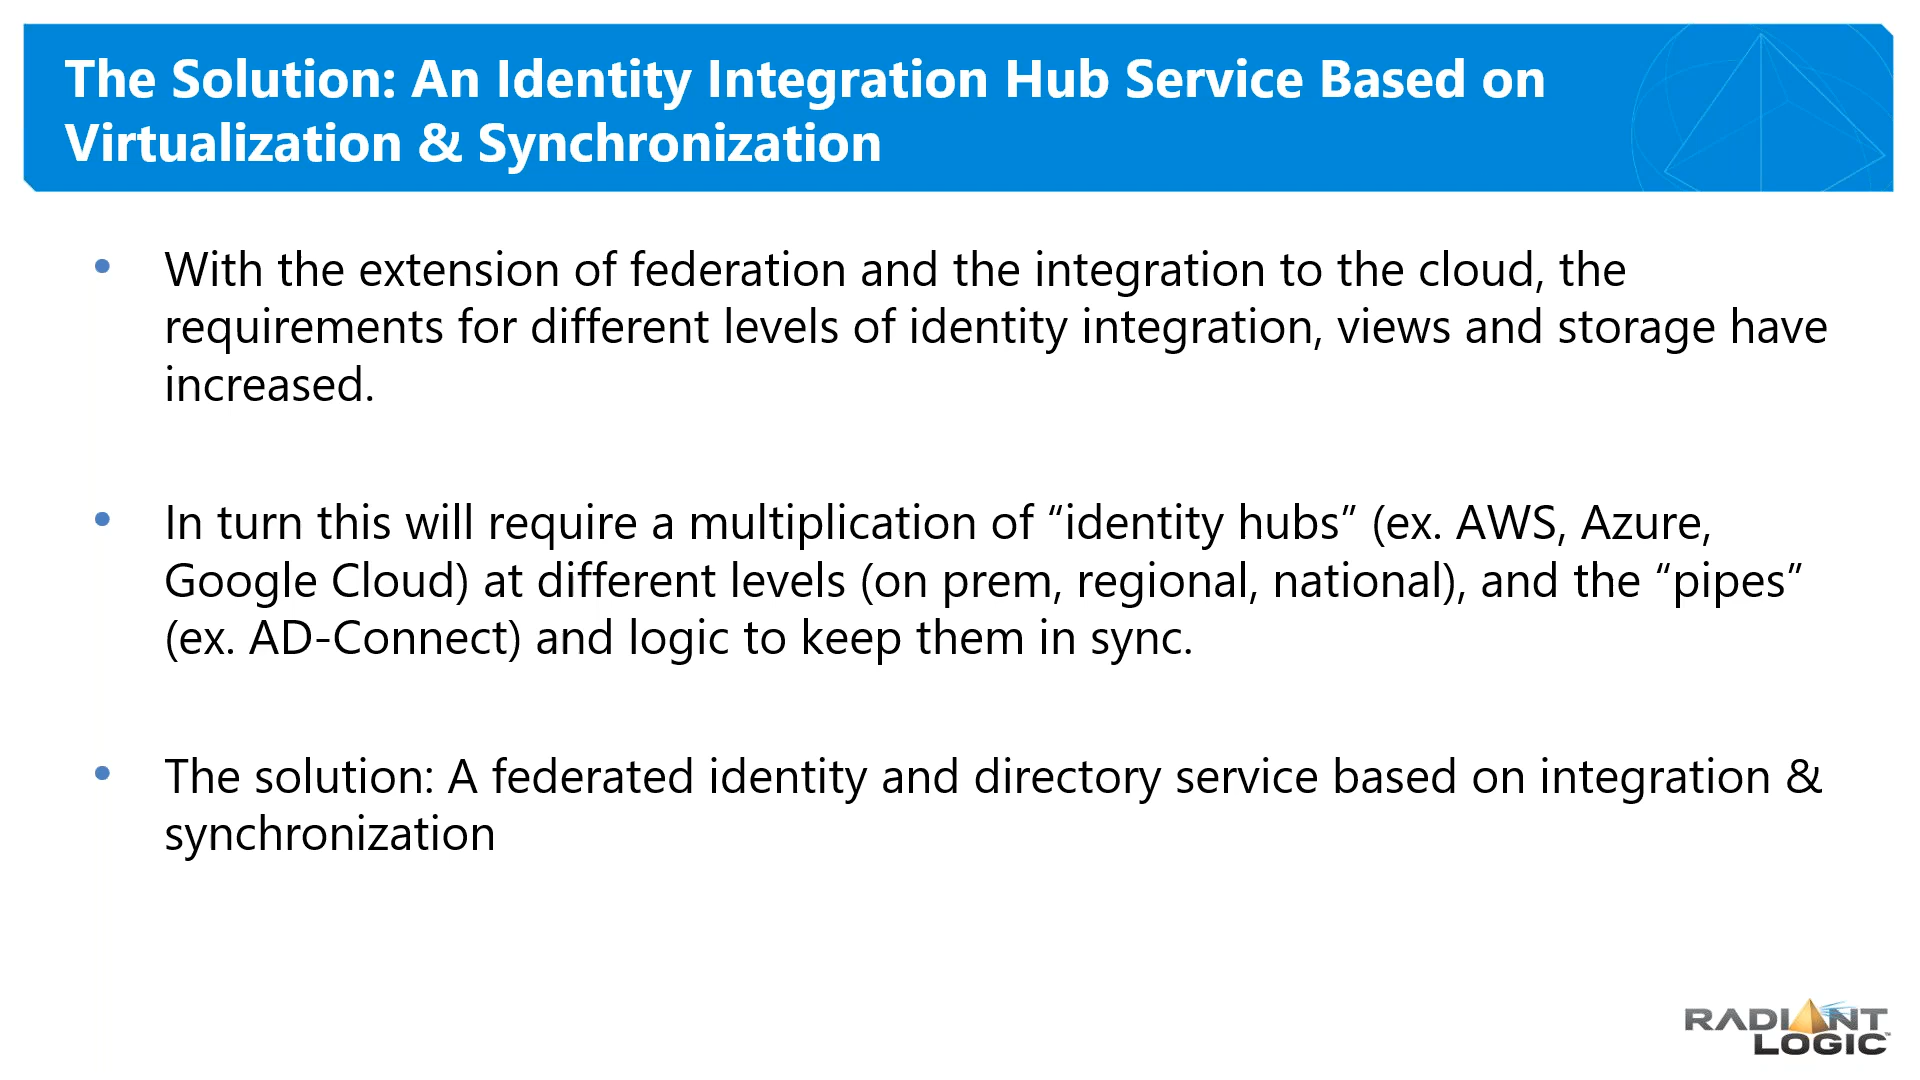 The Solution: An Identity Integration Hub Service Based on
Virtualization & Synchronization
• With the extension of federation and the integration to the cloud, the
requirements for different levels of identity integration, views and storage have
increased.
• In turn this will require a multiplication of “identity hubs” (ex. AWS, Azure,
Google Cloud) at different levels (on prem, regional, national), and the “pipes”
(ex. AD-Connect) and logic to keep them in sync.
• The solution: A federated identity and directory service based on integration &
synchronization
RADIANT
LOGIC™